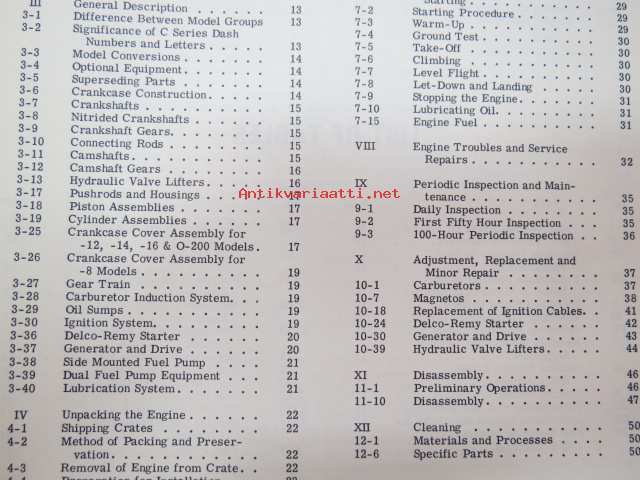 III General Description . . . . . . . 13
3-1 Difference Between Model Groups 13
3-2 Significance of C Series Dash
Numbers and Letters . . . . . . 14
3-3 Model Conversions . . . . . . . . 14
3-4 Optional Equipment . . . . . . . . 14
3-5 Superseding Parts . . . . . . . . 14
3-6 Crankcase Construction . . . . . . 14
3-7 Crankshafts . . . . . . . . . . . 15
3-8 Nitrided Crankshafts . . . . . . . 15
3-9 Crankshaft Gears . . . . . . . . . 15
3-10 Connecting Rods . . . . . . . . . 15
3-11 Camshafts . . . . . . . . . . . . 15
3-12 Camshaft Gears . . . . . . . . . 16
3-13 Hydraulic Valve Lifters . . . . . . 16
3-17 Pushrods and Housings . . . . . .
3-18 Piston Assemblies . . . . . . . . 17
3-19 Cylinder Assemblies . . . . . . . 17
3-25 Crankcase Cover Assembly for
-12, -14, -16 & O-200 Models . 17
3-26 Crankcase Cover Assembly for
-8 Models . . . . . . . . . . . 19
3-27 Gear Train . . . . . . . . . . . 19
3-28 Carburetor Induction System . . . 19
3-29 Oil Sumps . . . . . . . . . . . . 19
3-30 Ignition System . . . . . . . . . . 19
3-36 Delco-Remy Starter . . . . . . . 20
3-37 Generator and Drive . . . . . . . 20
3-38 Side Mounted Fuel Pump . . . . . 21
3-39 Dual Fuel Pump Equipment . . . 21
3-40 Lubrication System . . . . . . . . 21
IV Unpacking the Engine . . . . . . . 22
4-1 Shipping Crates . . . . . . . . . 22
4-2 Method of Packing and Preser-
vation . . . . . . . . . . . . . 22
4-3 Removal of Engine from Crate . . 22
Preparation for Installation
Starting
7-2 Starting Procedure . . . . . . . . 29
7-3 Warm-Up . . . . . . . . . . . . 29
7-4 Ground Test . . . . . . . . . . . 29
7-5 Take-Off . . . . . . . . . . . . 30
7-6 Climbing . . . . . . . . . . . . 30
7-7 Level Flight . . . . . . . . . . . 30
7-8 Let-Down and Landing . . . . . . 30
7-9 Stopping the Engine . . . . . . . . 30
7-10 Lubricating Oil . . . . . . . . . . 30
7-15 Engine Fuel . . . . . . . . . . . 30
VIII Engine Troubles and Service
Repairs . . . . . . . . . . . . 32
IX Periodic Inspection and Main-
tenance . . . . . . . . . . . . 35
9-1 Daily Inspection . . . . . . . . . 35
9-2 First Fifty Hour Inspection . . . 35
9-3 100-Hour Periodic Inspection . . 36
X Adjustment, Replacement and
Minor Repair . . . . . . . . . 37
10-1 Carburetors . . . . . . . . . . . 37
10-7 Magnetos . . . . . . . . . . . . 38
10-18 Replacement of Ignition Cables . . 41
10-24 Delco-Remy Starter . . . . . . . 42
10-30 Generator and Drive . . . . . . . 43
10-39 Hydraulic Valve Lifters . . . . . . 44
XI Disassembly . . . . . . . . . . . . 46
11-1 Preliminary Operations . . . . . . 46
11-10 Disassembly . . . . . . . . . . . . 47
XII Cleaning . . . . . . . . . . . . 50
12-1 Materials and Processes . . . . 50
12-6 Specific Parts . . . . . . . . . . 50
Antikvariaatti.net